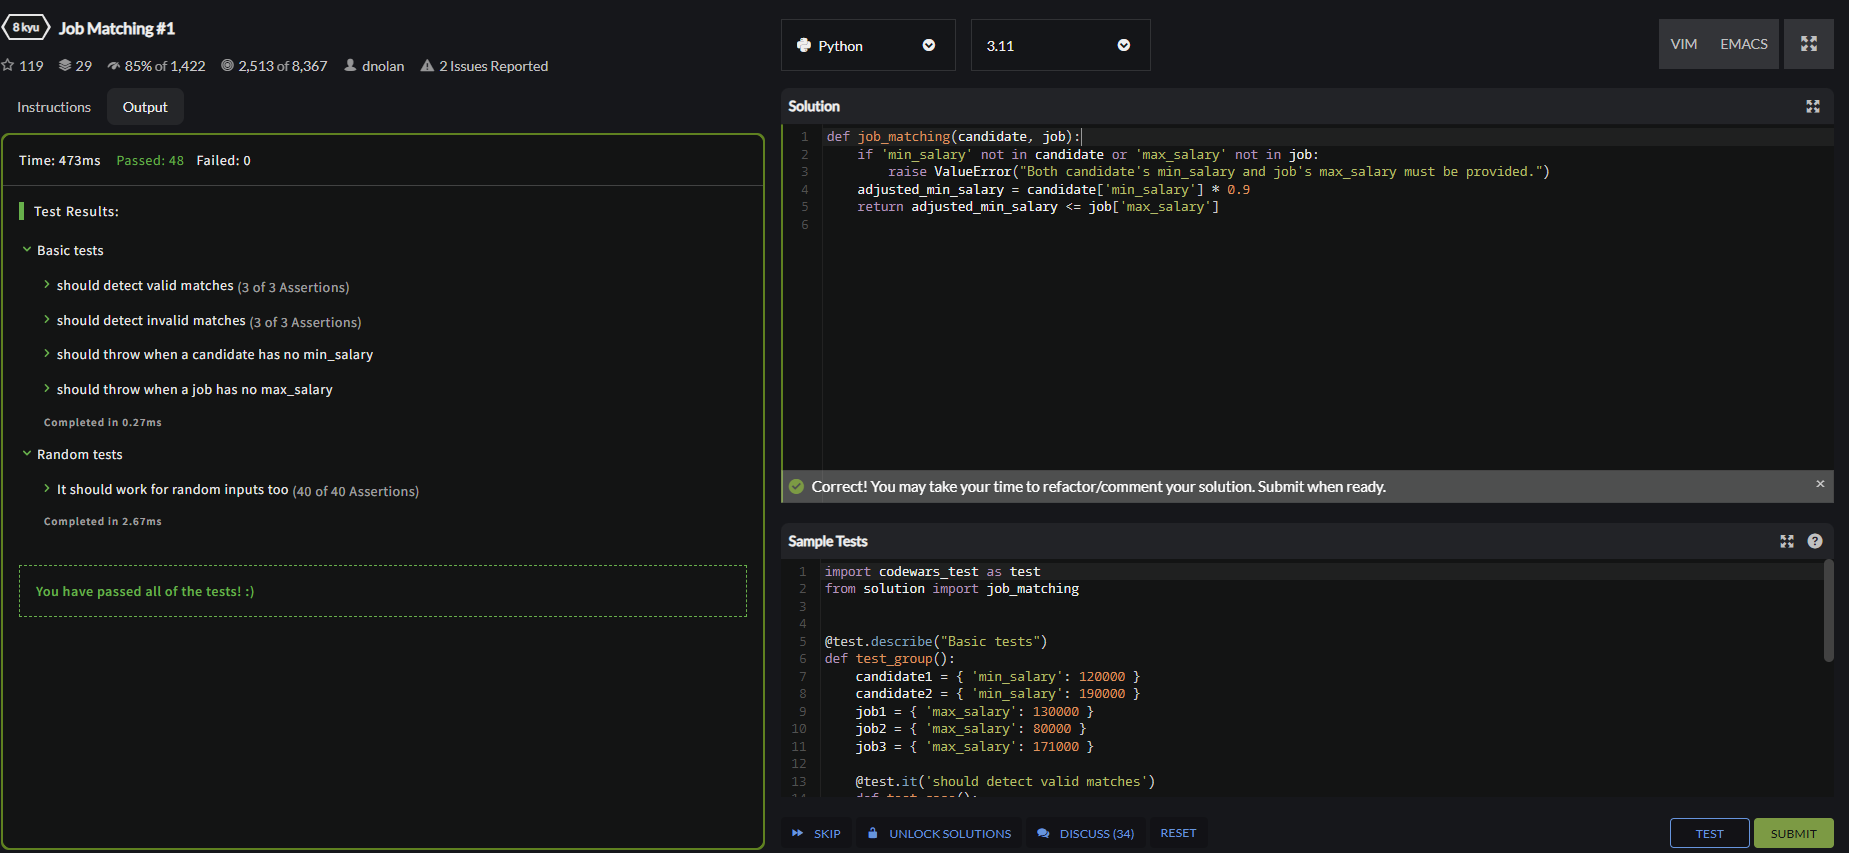 8 kyu Job Matching #1
119 29 85% of 1,422 2,513 of 8,367 dnolan 2 Issues Reported
Instructions Output
Time: 473ms Passed: 48 Failed: 0
Test Results:
Basic tests
should detect valid matches (3 of 3 Assertions)
should detect invalid matches (3 of 3 Assertions)
should throw when a candidate has no min_salary
should throw when a job has no max_salary
Completed in 0.27ms
Random tests
It should work for random inputs too (40 of 40 Assertions)
Completed in 2.67ms
You have passed all of the tests! :)
Python 3.11 VIM EMACS
Solution
1 def job_matching(candidate, job):
2 if 'min_salary' not in candidate or 'max_salary' not in job:
3 raise ValueError("Both candidate's min_salary and job's max_salary must be provided.")
4 adjusted_min_salary = candidate['min_salary'] * 0.9
5 return adjusted_min_salary <= job['max_salary']
6
Correct! You may take your time to refactor/comment your solution. Submit when ready.
Sample Tests
1 import codewars_test as test
2 from solution import job_matching
3
4
5 @test.describe("Basic tests")
6 def test_group():
7 candidate1 = { 'min_salary': 120000 }
8 candidate2 = { 'min_salary': 190000 }
9 job1 = { 'max_salary': 130000 }
10 job2 = { 'max_salary': 80000 }
11 job3 = { 'max_salary': 171000 }
12
13 @test.it('should detect valid matches')
SKIP UNLOCK SOLUTIONS DISCUSS (34) RESET TEST SUBMIT